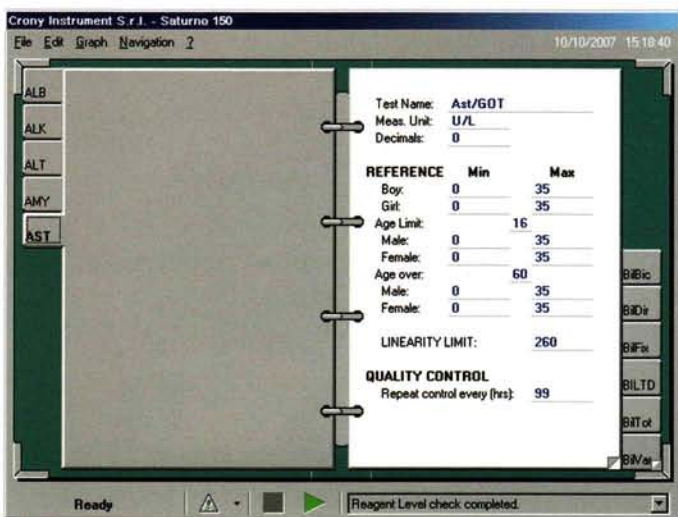 Crony Instrument S.r.l. - Saturno 150
File Edit Graph Navigation ? 10/10/2007 15:18:40
ALB
ALK
ALT
AMY
AST
Test Name: Ast/GOT
Meas. Unit: U/L
Decimals: 0
REFERENCE Min Max
Boy: 0 35
Girl: 0 35
Age Limit: 16
Male: 0 35
Female: 0 35
Age over: 60
Male: 0 35
Female: 0 35
LINEARITY LIMIT: 260
QUALITY CONTROL
Repeat control every (hrs): 99
BilBic
BilDir
BilFix
BILTD
BilTot
BilVar
Ready Reagent Level check completed.